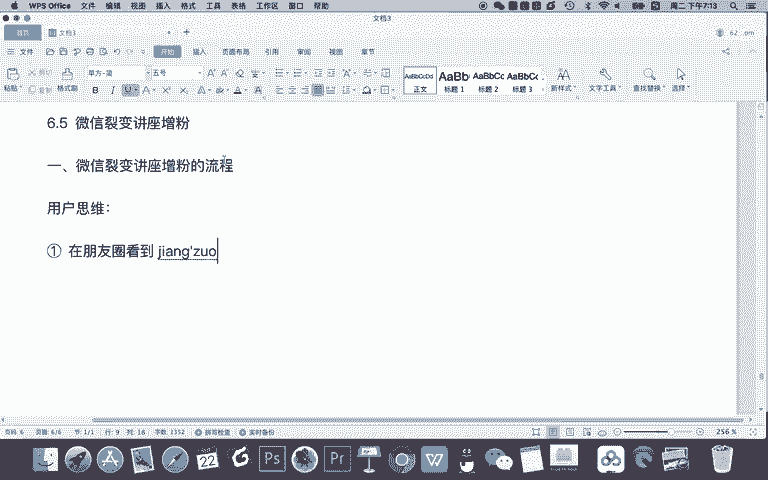 WPS Office 文件 编辑 视图 插入 格式 工具 表格 工作区 窗口 帮助 周二 下午7:13
文档3
首页 文档3
文件 开始 插入 页面布局 引用 审阅 视图 章节
粘贴 剪切 复制 格式刷 五号 B I U AaBbCcDd 正文 AaBb 标题 1 AaBbCc 标题 2 AaBbCc 标题 3 新样式 文字工具 查找替换 选择
6.5 微信裂变讲座增粉
一、微信裂变讲座增粉的流程
用户思维：
① 在朋友圈看到 jiang'zuo
页码: 6 页面: 6/6 节: 1/1 行: 9 列: 16 字数: 1352 拼写检查 实时备份 256 %
22 Ps Pr